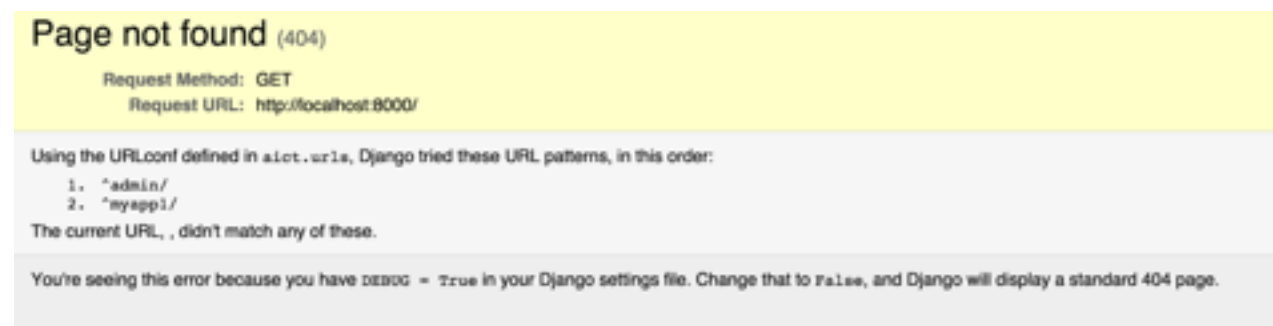 Page not found (404)
Request Method: GET
Request URL: http://localhost:8000/
Using the URLconf defined in aict.urls, Django tried these URL patterns, in this order:
1. ^admin/
2. ^myapp1/
The current URL, , didn't match any of these.
You're seeing this error because you have DEBUG = True in your Django settings file. Change that to False, and Django will display a standard 404 page.